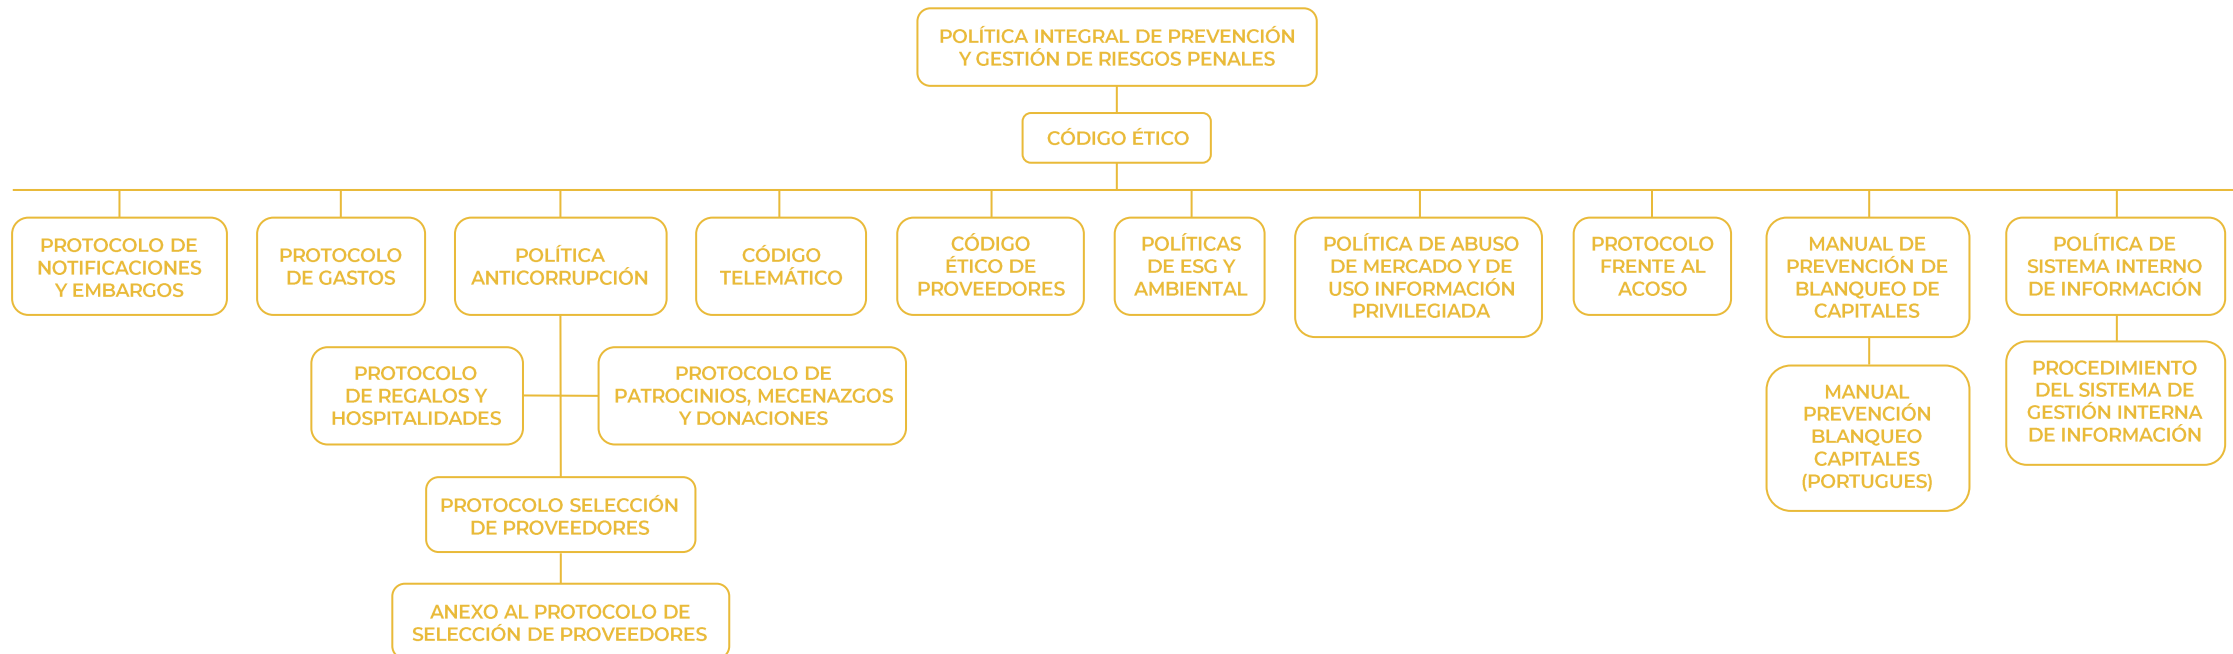 POLÍTICA INTEGRAL DE PREVENCIÓN
Y GESTIÓN DE RIESGOS PENALES
CÓDIGO ÉTICO
PROTOCOLO DE
NOTIFICACIONES
Y EMBARGOS
PROTOCOLO
DE GASTOS
POLÍTICA
ANTICORRUPCIÓN
CÓDIGO
TELEMÁTICO
CÓDIGO
ÉTICO DE
PROVEEDORES
POLÍTICAS
DE ESG Y
AMBIENTAL
POLÍTICA DE ABUSO
DE MERCADO Y DE
USO INFORMACIÓN
PRIVILEGIADA
PROTOCOLO
FRENTE AL
ACOSO
MANUAL DE
PREVENCIÓN DE
BLANQUEO DE
CAPITALES
POLÍTICA DE
SISTEMA INTERNO
DE INFORMACIÓN
PROTOCOLO
DE REGALOS Y
HOSPITALIDADES
PROTOCOLO DE
PATROCINIOS, MECENAZGOS
Y DONACIONES
MANUAL
PREVENCIÓN
BLANQUEO
CAPITALES
(PORTUGUES)
PROCEDIMIENTO
DEL SISTEMA DE
GESTIÓN INTERNA
DE INFORMACIÓN
PROTOCOLO SELECCIÓN
DE PROVEEDORES
ANEXO AL PROTOCOLO DE
SELECCIÓN DE PROVEEDORES